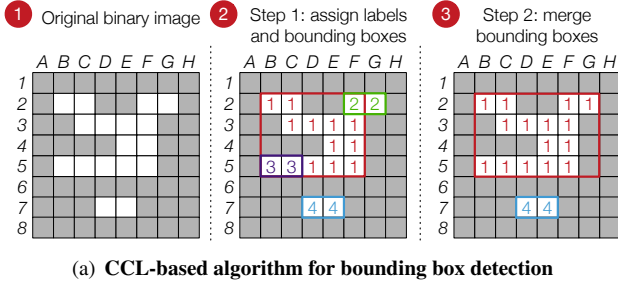 1 Original binary image
2 Step 1: assign labels and bounding boxes
3 Step 2: merge bounding boxes
A B C D E F G H
A B C D E F G H
A B C D E F G H
1
2
3
4
5
6
7
8
1
2 1 1 2 2
3 1 1 1 1
4 1 1
5 3 3 1 1 1
6
7 4 4
8
1
2 1 1 1 1
3 1 1 1 1
4 1 1
5 1 1 1 1 1
6
7 4 4
8
(a) CCL-based algorithm for bounding box detection